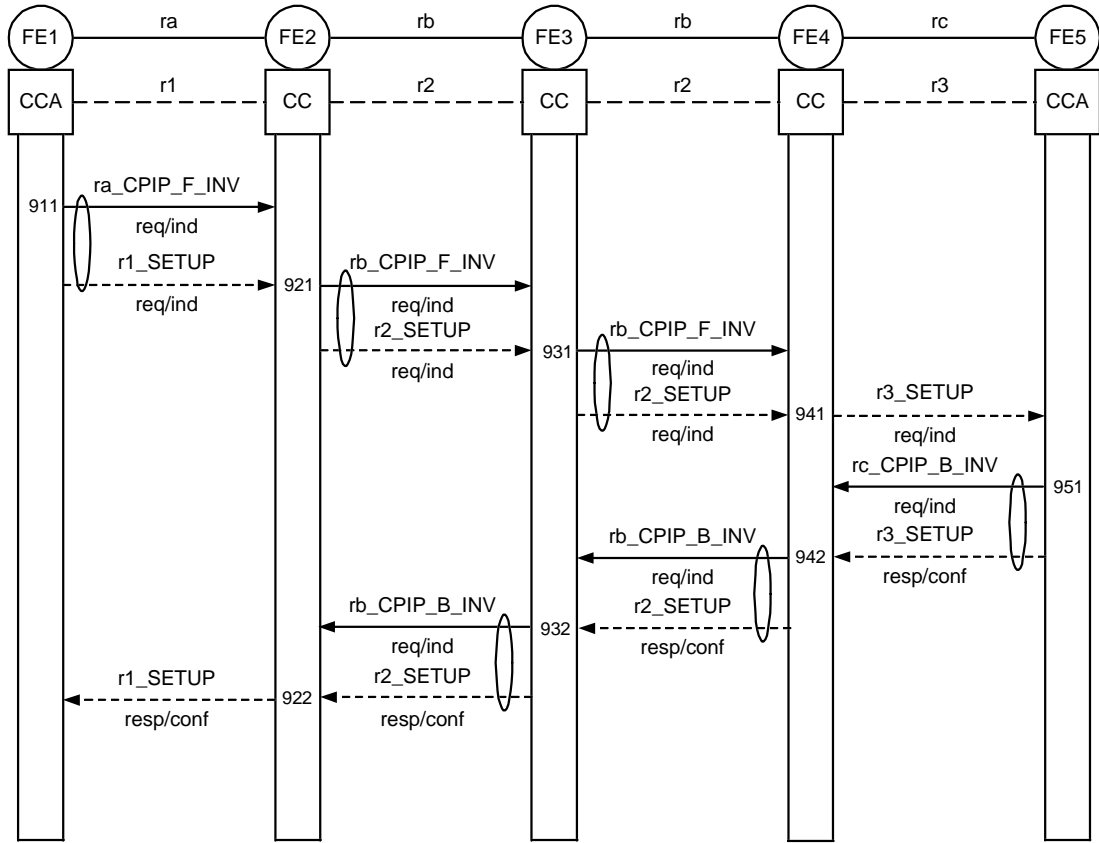 FE1 ra FE2 rb FE3 rb FE4 rc FE5
CCA r1 CC r2 CC r2 CC r3 CCA
911 ra_CPIP_F_INV
req/ind
r1_SETUP
req/ind
921 rb_CPIP_F_INV
req/ind
r2_SETUP
req/ind
931 rb_CPIP_F_INV
req/ind
r2_SETUP
req/ind
941 r3_SETUP
req/ind
rc_CPIP_B_INV 951
req/ind
r3_SETUP
resp/conf
rb_CPIP_B_INV 942
req/ind
r2_SETUP
resp/conf
rb_CPIP_B_INV 932
req/ind
r2_SETUP
resp/conf
r1_SETUP 922
resp/conf